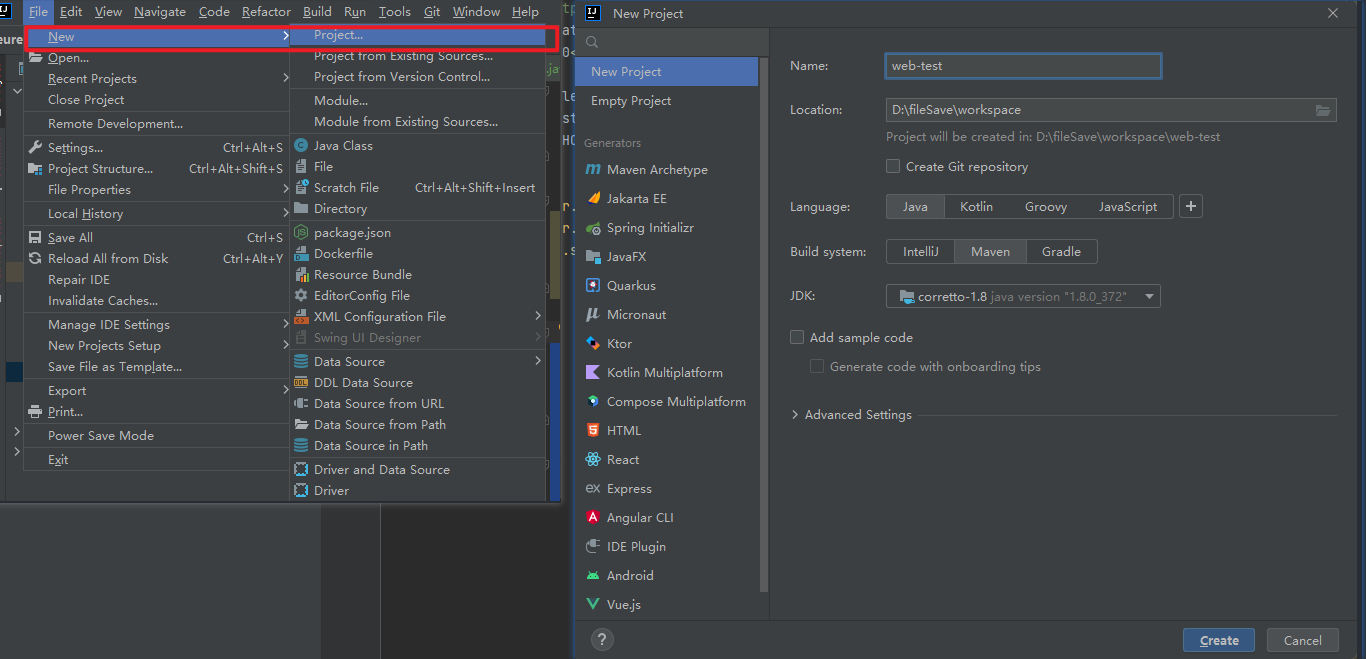 File Edit View Navigate Code Refactor Build Run Tools Git Window Help
New
Open...
Recent Projects
Close Project
Remote Development...
Settings... Ctrl+Alt+S
Project Structure... Ctrl+Alt+Shift+S
File Properties
Local History
Save All Ctrl+S
Reload All from Disk Ctrl+Alt+Y
Repair IDE
Invalidate Caches...
Manage IDE Settings
New Projects Setup
Save File as Template...
Export
Print...
Power Save Mode
Exit
Project...
Project from Existing Sources...
Project from Version Control...
Module...
Module from Existing Sources...
Java Class
File
Scratch File Ctrl+Alt+Shift+Insert
Directory
package.json
Dockerfile
Resource Bundle
EditorConfig File
XML Configuration File
Swing UI Designer
Data Source
DDL Data Source
Data Source from URL
Data Source from Path
Data Source in Path
Driver and Data Source
Driver
New Project
New Project
Empty Project
Generators
Maven Archetype
Jakarta EE
Spring Initializr
JavaFX
Quarkus
Micronaut
Ktor
Kotlin Multiplatform
Compose Multiplatform
HTML
React
Express
Angular CLI
IDE Plugin
Android
Vue.js
Name: web-test
Location: D:\fileSave\workspace
Project will be created in: D:\fileSave\workspace\web-test
Create Git repository
Language: Java Kotlin Groovy JavaScript +
Build system: IntelliJ Maven Gradle
JDK: corretto-1.8 java version "1.8.0_372"
Add sample code
Generate code with onboarding tips
Advanced Settings
? Create Cancel